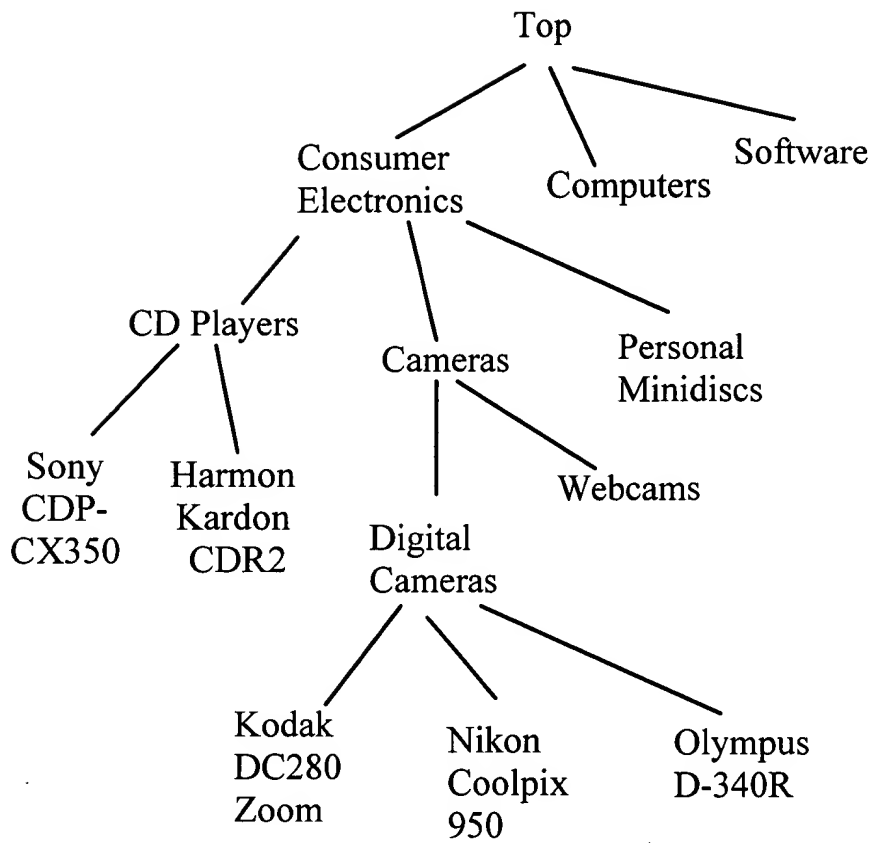 Top
Consumer
Electronics
Computers
Software
CD Players
Cameras
Personal
Minidiscs
Sony
CDP-
CX350
Harmon
Kardon
CDR2
Digital
Cameras
Webcams
Kodak
DC280
Zoom
Nikon
Coolpix
950
Olympus
D-340R